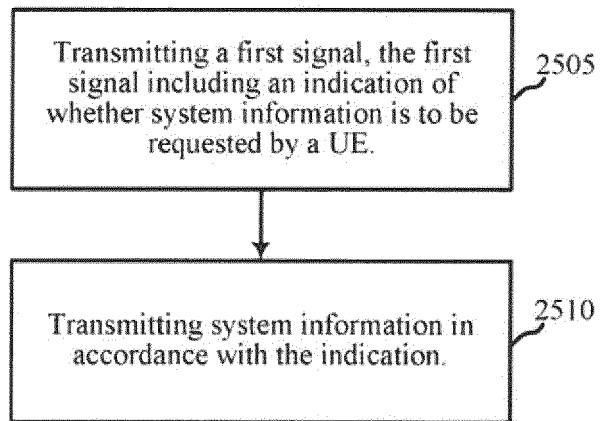 Transmitting a first signal, the first
signal including an indication of
whether system information is to be
requested by a UE.
2505
Transmitting system information in
accordance with the indication.
2510